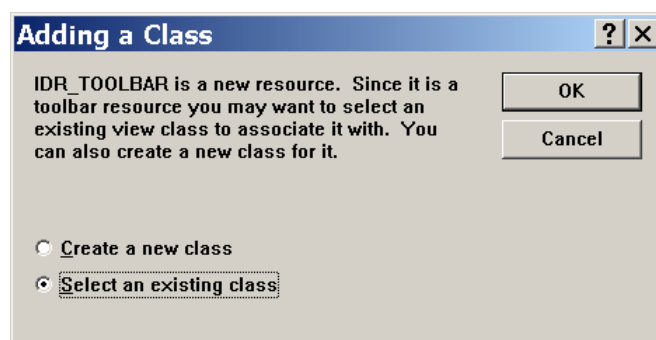 Adding a Class
? ×
IDR_TOOLBAR is a new resource. Since it is a
toolbar resource you may want to select an
existing view class to associate it with. You
can also create a new class for it.
OK
Cancel
Create a new class
Select an existing class